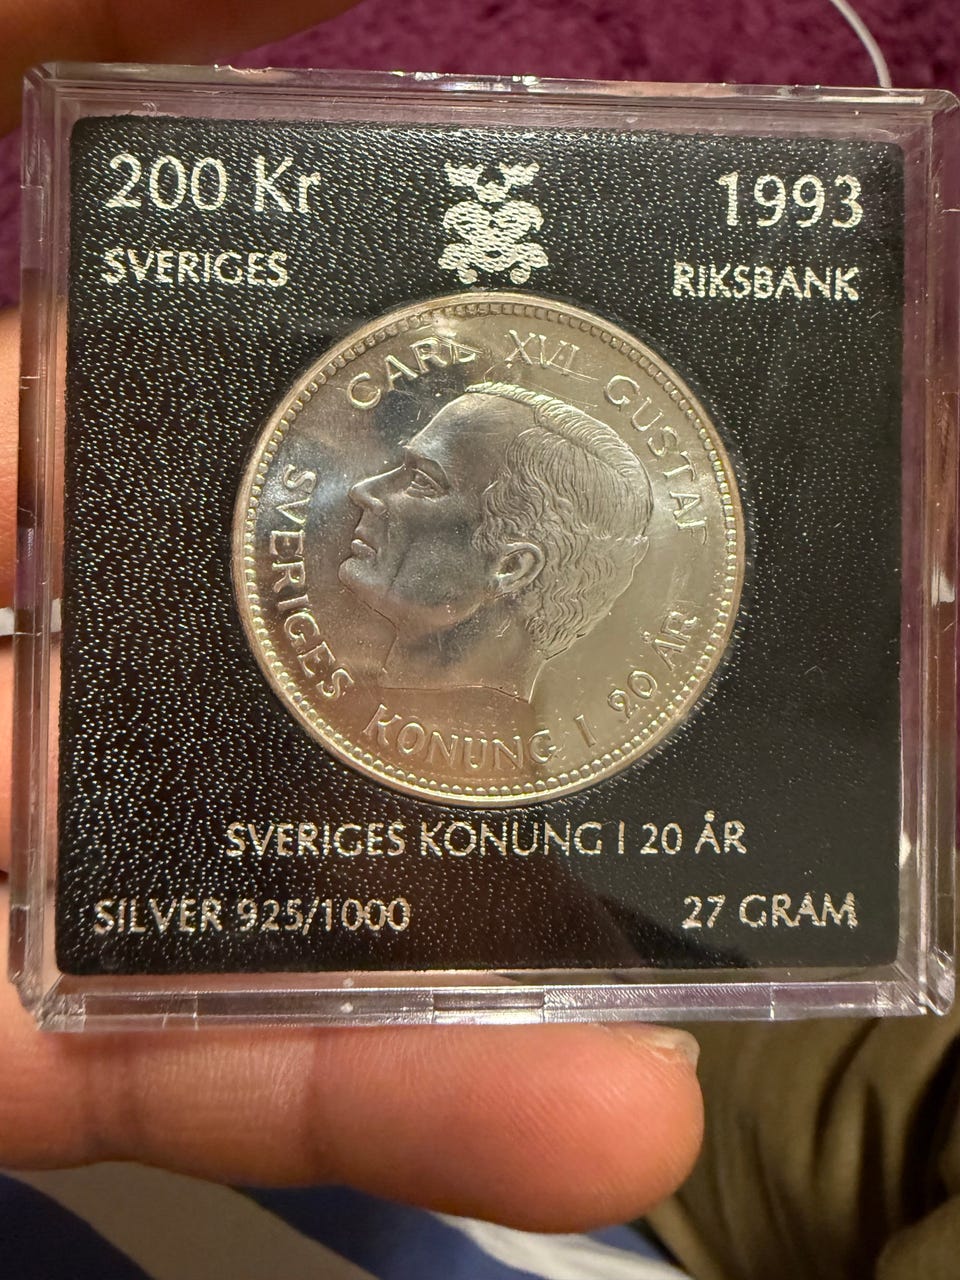 200 Kr
1993
SVERIGES
RIKSBANK
CARL XVI GUSTAF
SVERIGES KONUNG I 20 ÅR
SVERIGES KONUNG I 20 ÅR
SILVER 925/1000
27 GRAM